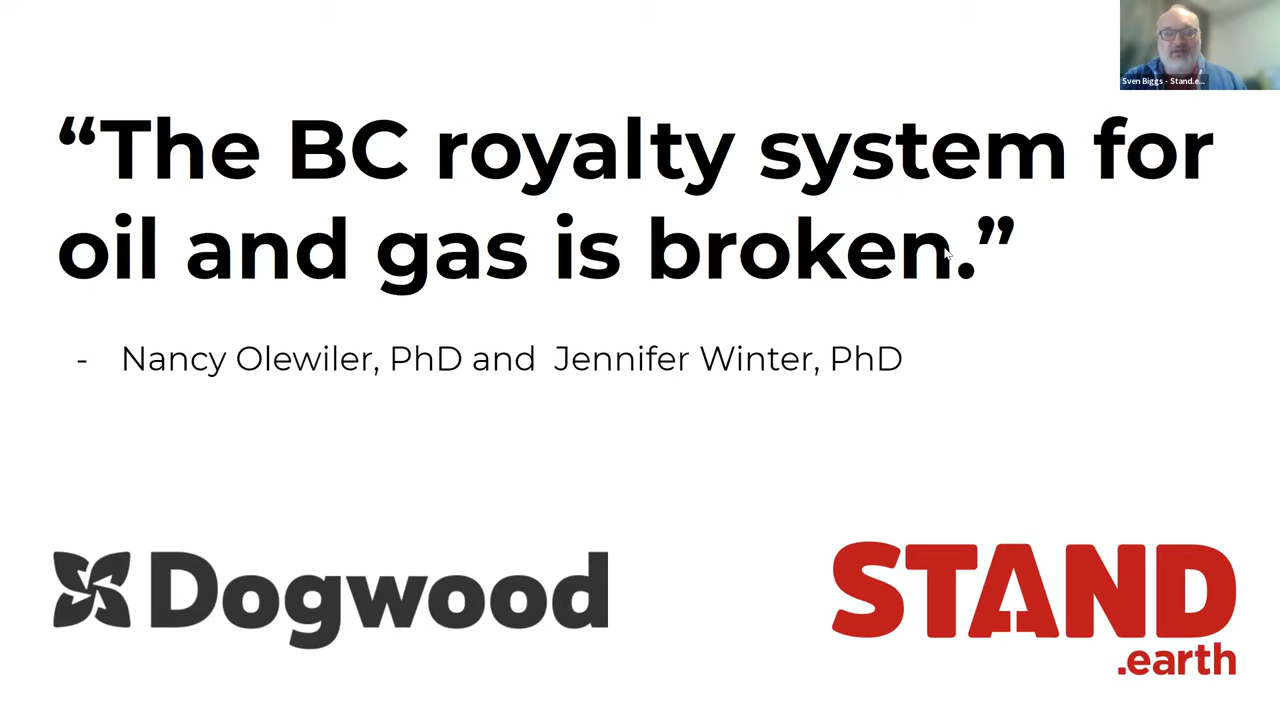 Sven Biggs - Stand.e...
“The BC royalty system for
oil and gas is broken.”
- Nancy Olewiler, PhD and Jennifer Winter, PhD
Dogwood
STAND
.earth